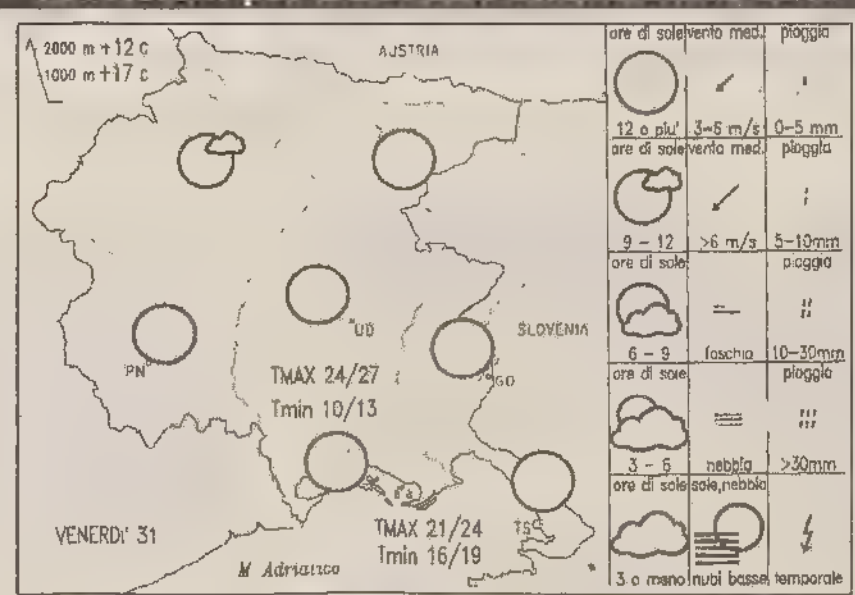 2000 m +12 c
1000 m +17 c
AUSTRIA
SLOVENIA
UD
PN
GO
TMAX 24/27
Tmin 10/13
TMAX 21/24
Tmin 16/19
TS
VENERDI' 31
M Adriatico
ore di sole vento med. pioggia
12 o piu' 3-6 m/s 0-5 mm
ore di sole vento med. pioggia
9 - 12 >6 m/s 5-10mm
ore di sole pioggia
6 - 9 foschia 10-30mm
ore di sole pioggia
3 - 6 nebbia >30mm
ore di sole sole,nebbia
3 o meno nubi basse temporale